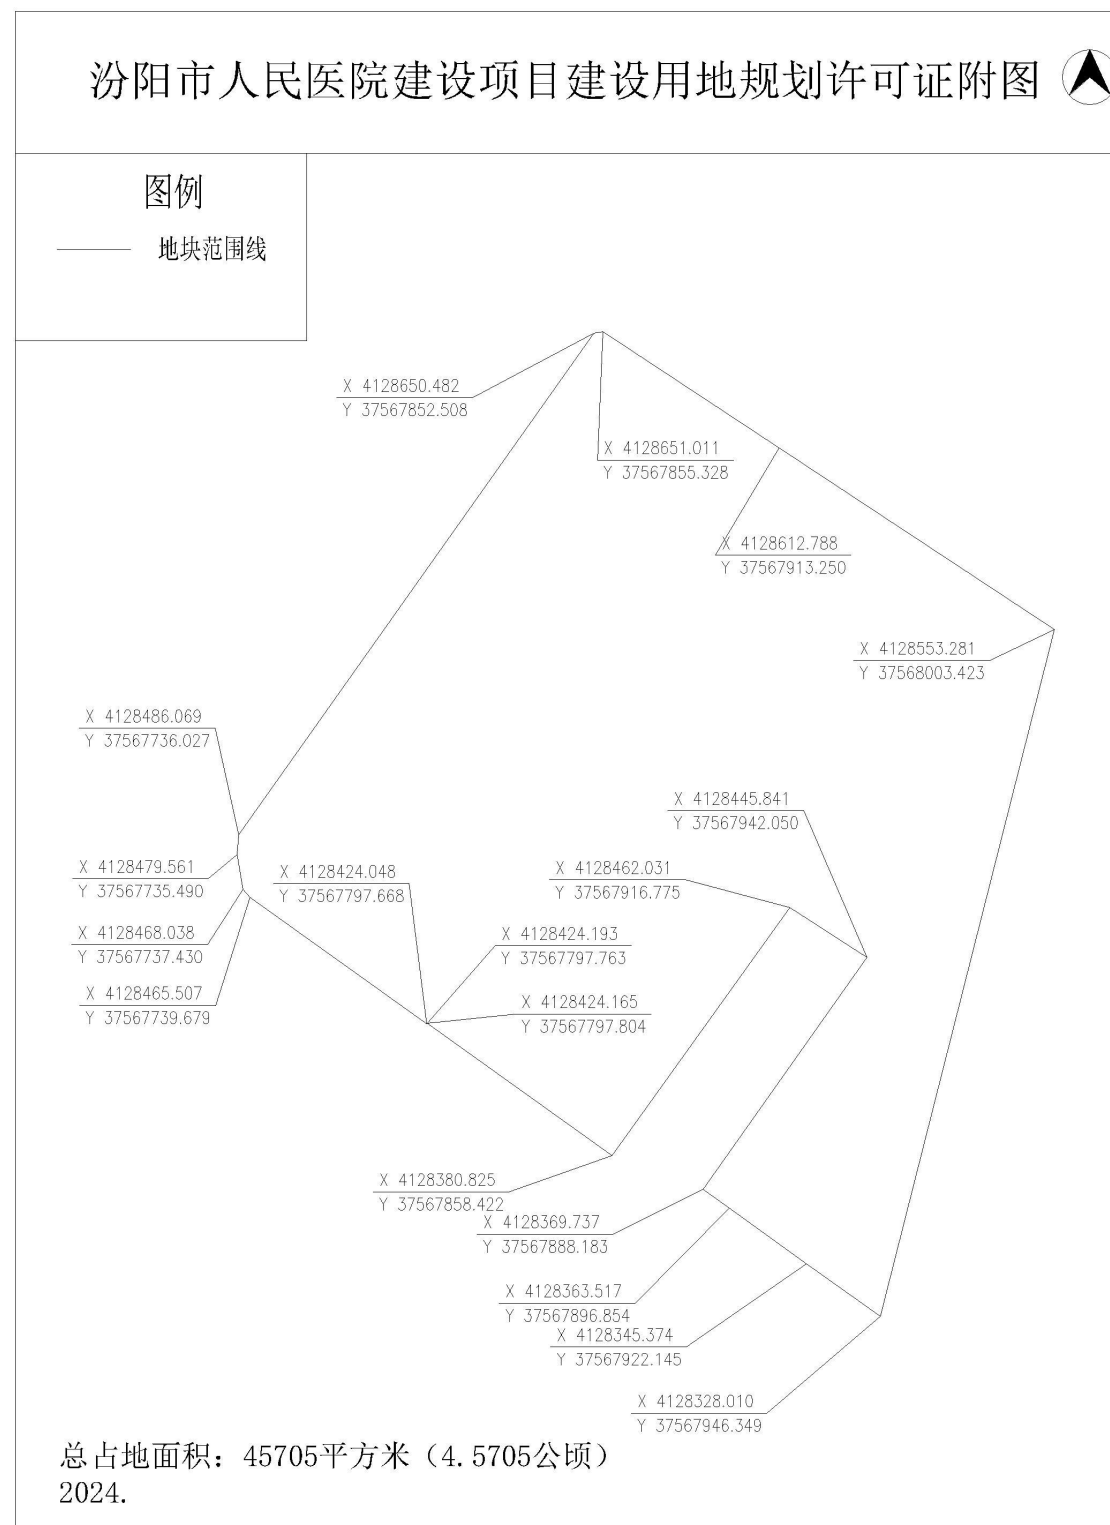 汾阳市人民医院建设项目建设用地规划许可证附图
图例
地块范围线
X 4128650.482
Y 37567852.508
X 4128651.011
Y 37567855.328
X 4128612.788
Y 37567913.250
X 4128553.281
Y 37568003.423
X 4128486.069
Y 37567736.027
X 4128445.841
Y 37567942.050
X 4128479.561
Y 37567735.490
X 4128424.048
Y 37567797.668
X 4128462.031
Y 37567916.775
X 4128468.038
Y 37567737.430
X 4128424.193
Y 37567797.763
X 4128465.507
Y 37567739.679
X 4128424.165
Y 37567797.804
X 4128380.825
Y 37567858.422
X 4128369.737
Y 37567888.183
X 4128363.517
Y 37567896.854
X 4128345.374
Y 37567922.145
X 4128328.010
Y 37567946.349
总占地面积：45705平方米（4.5705公顷）
2024.